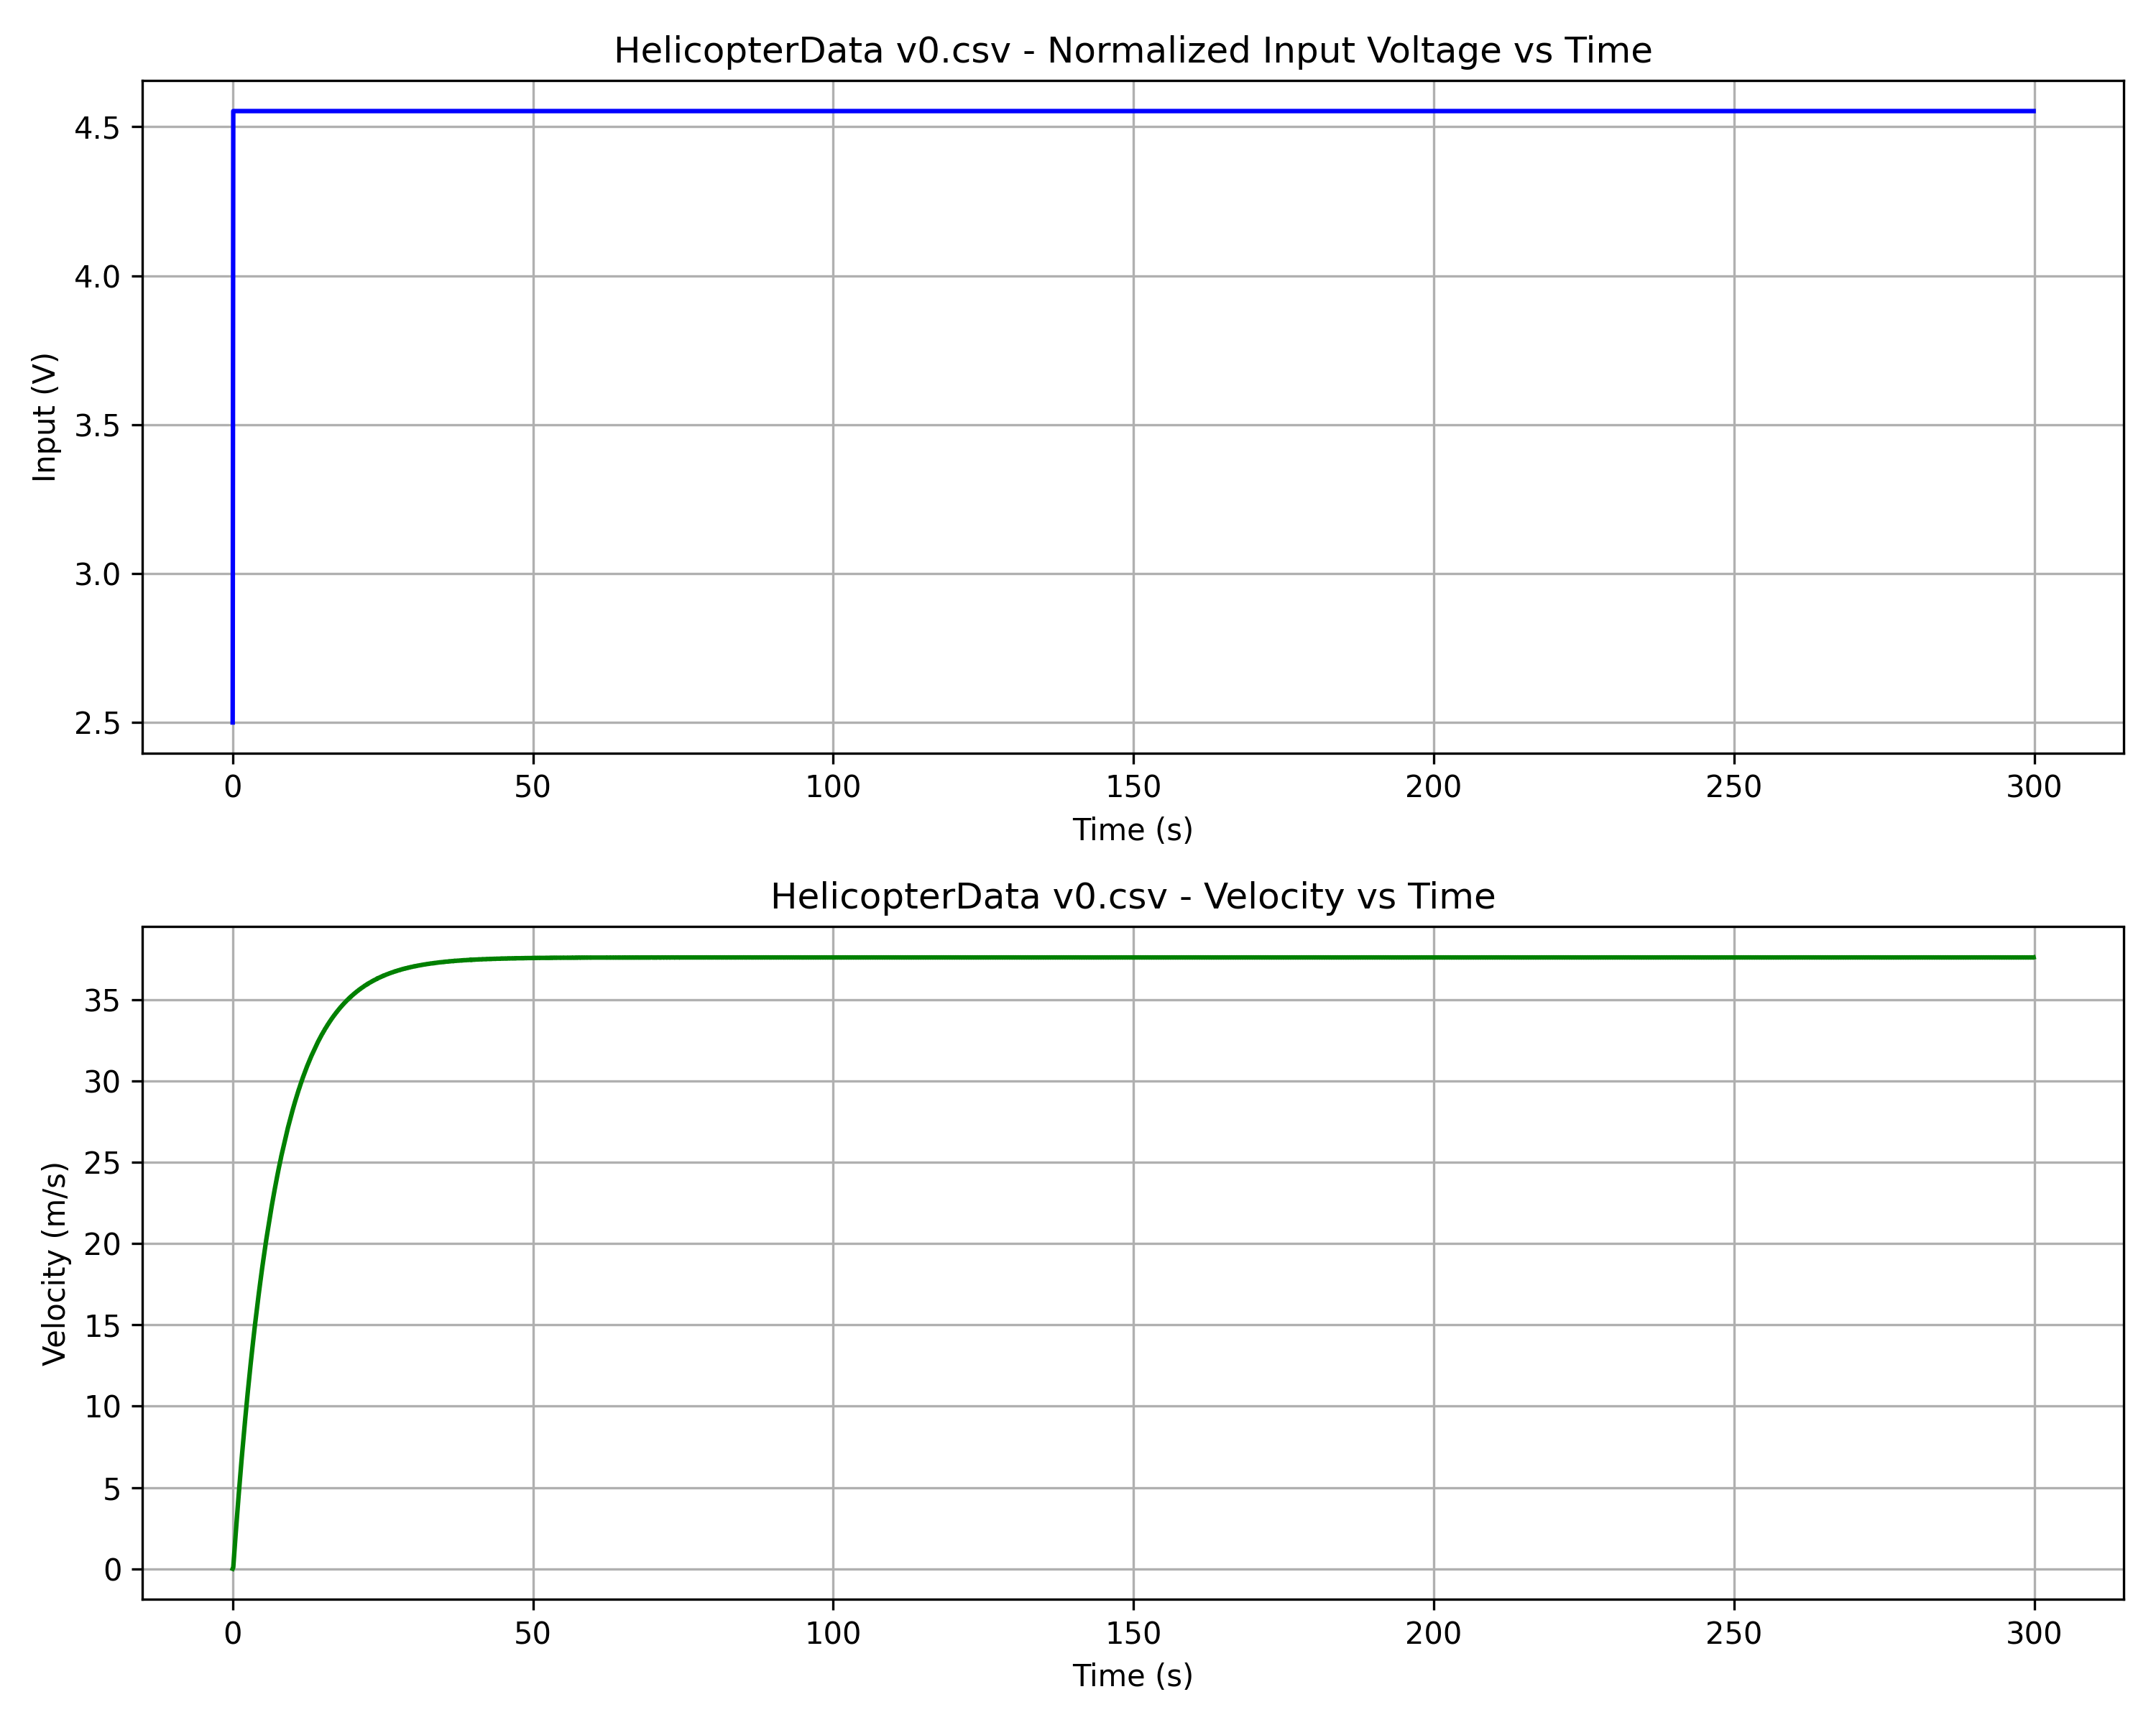 HelicopterData v0.csv - Normalized Input Voltage vs Time
Input (V)
4.5
4.0
3.5
3.0
2.5
0 50 100 150 200 250 300
Time (s)
HelicopterData v0.csv - Velocity vs Time
Velocity (m/s)
35
30
25
20
15
10
5
0
0 50 100 150 200 250 300
Time (s)